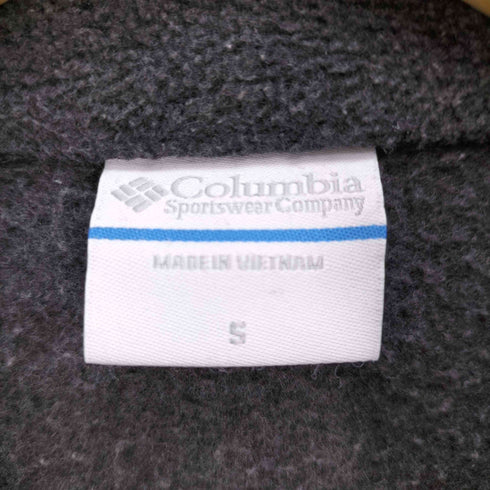 Columbia
Sportswear Company
MADE IN VIETNAM
S